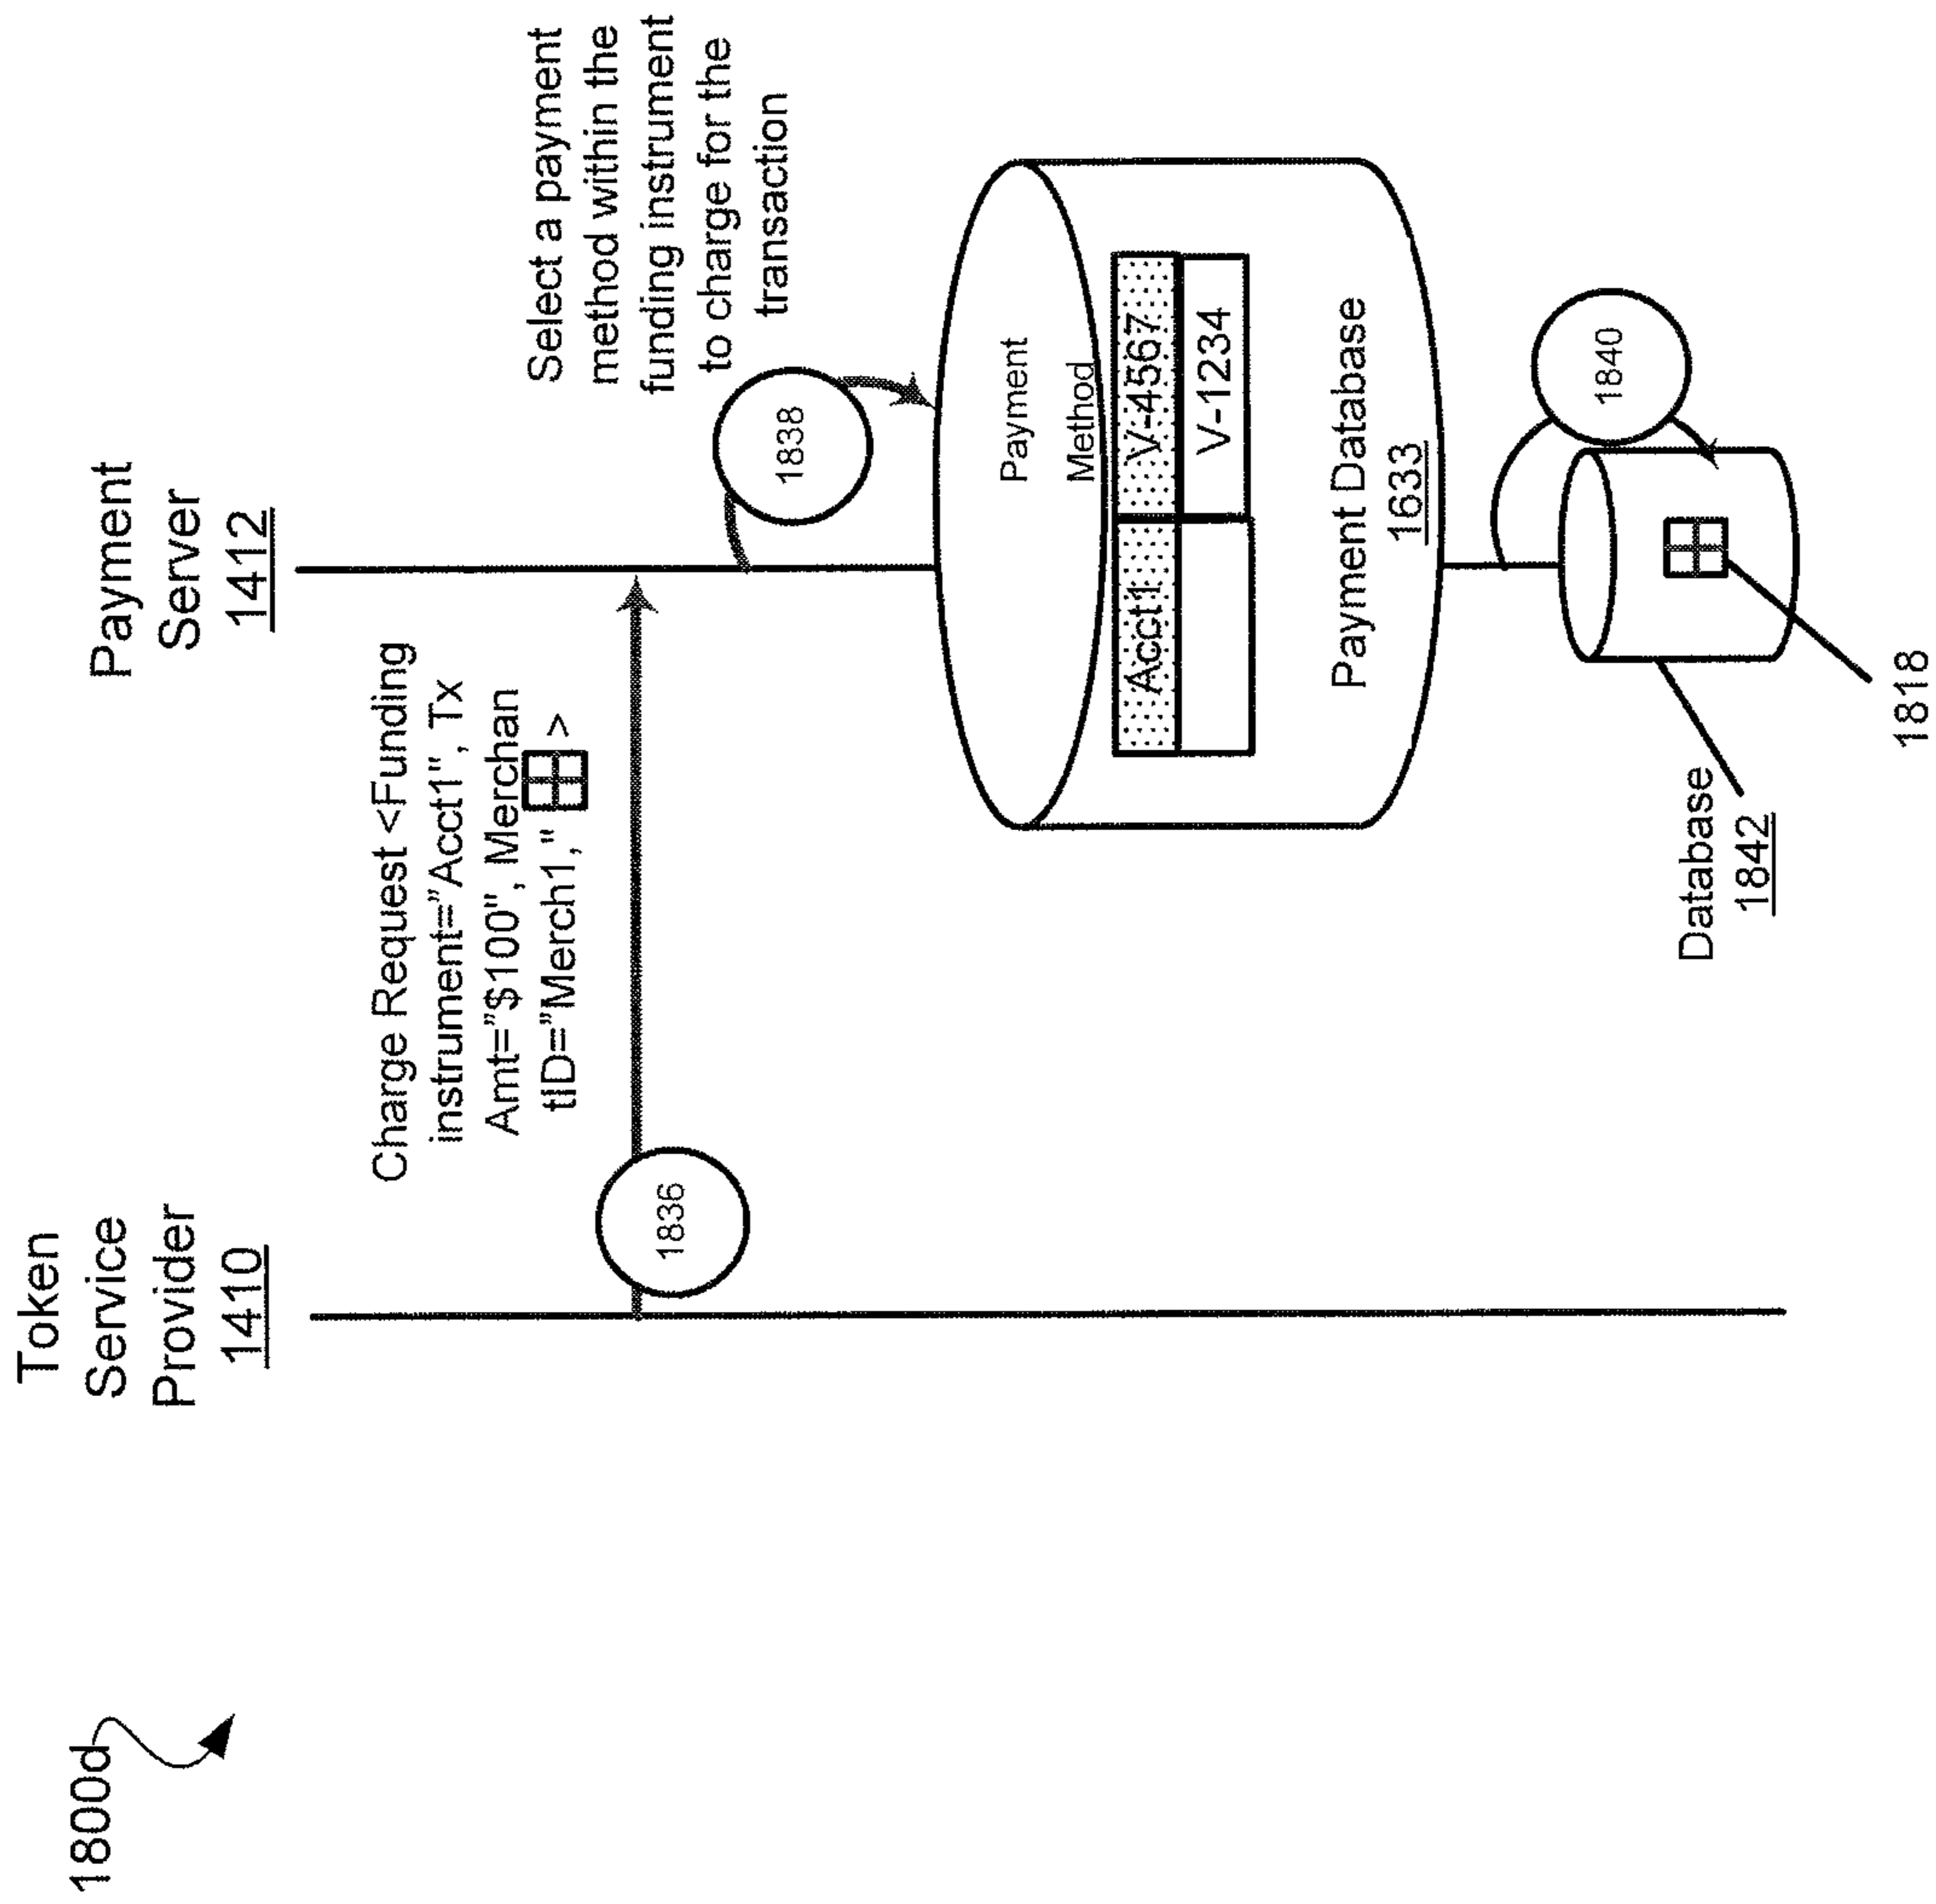 1800d
Token
Service
Provider
1410
Payment
Server
1412
Charge Request <Funding
instrument="Acct1", Tx
Amt="$100", Merchan
tID="Merch1," >
1836
Select a payment
method within the
funding instrument
to charge for the
transaction
1838
Payment
Method
Acct1 V-4567
V-1234
Payment Database
1633
1840
Database
1842
1818